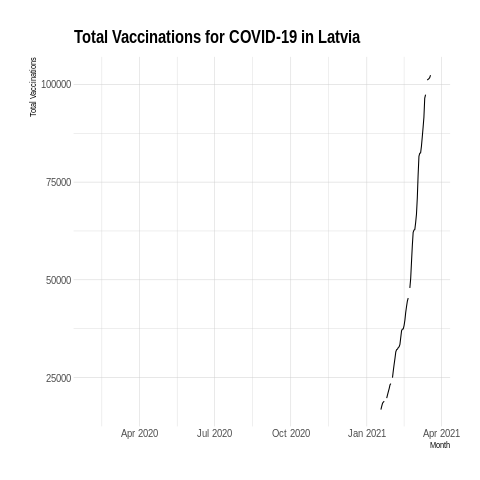 Total Vaccinations for COVID-19 in Latvia
Total Vaccinations
100000
75000
50000
25000
Apr 2020 Jul 2020 Oct 2020 Jan 2021 Apr 2021
Month